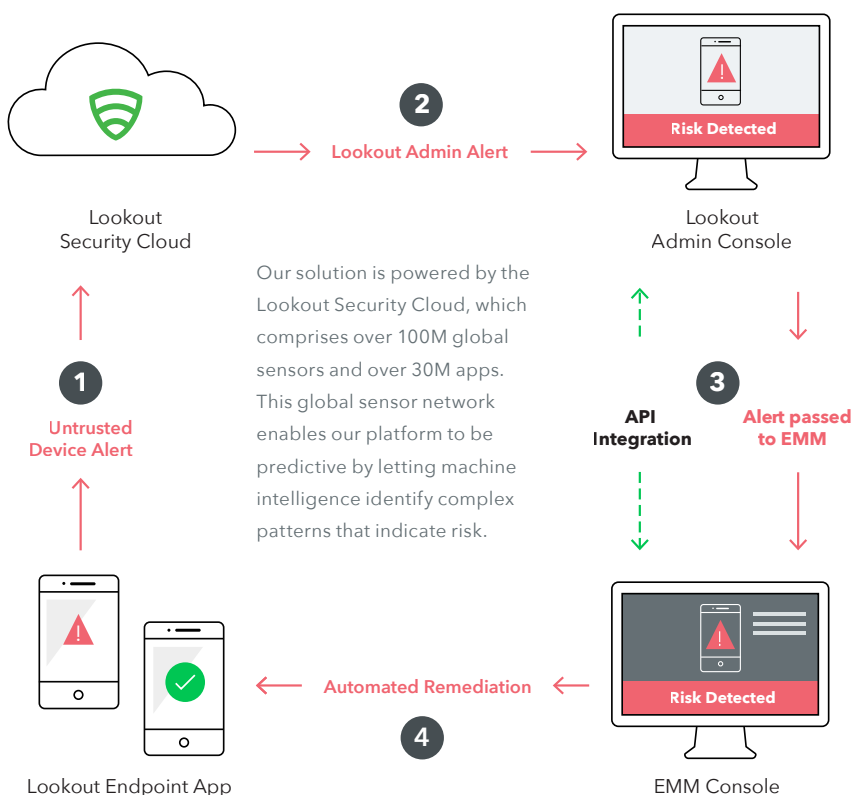 2
Lookout Admin Alert
Risk Detected
Lookout
Security Cloud
Lookout
Admin Console
Our solution is powered by the
Lookout Security Cloud, which
comprises over 100M global
sensors and over 30M apps.
This global sensor network
enables our platform to be
predictive by letting machine
intelligence identify complex
patterns that indicate risk.
1
Untrusted
Device Alert
3
API
Integration
Alert passed
to EMM
Automated Remediation
4
Risk Detected
Lookout Endpoint App
EMM Console